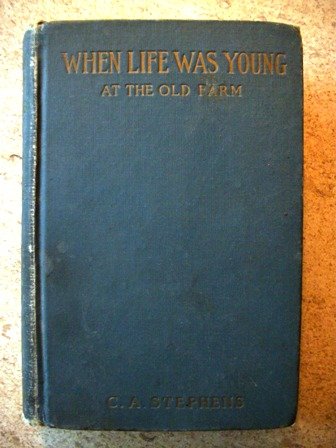 WHEN LIFE WAS YOUNG
AT THE OLD FARM
C. A. STEPHENS